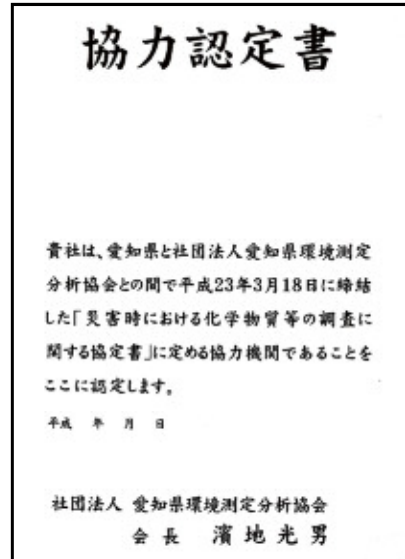 協力認定書
貴社は、愛知県と社団法人愛知県環境測定
分析協会との間で平成23年3月18日に締結
した「災害時における化学物質等の調査に
関する協定書」に定める協力機関であることを
ここに認定します。
平成　年　月　日
社団法人 愛知県環境測定分析協会
会長　濱地光男